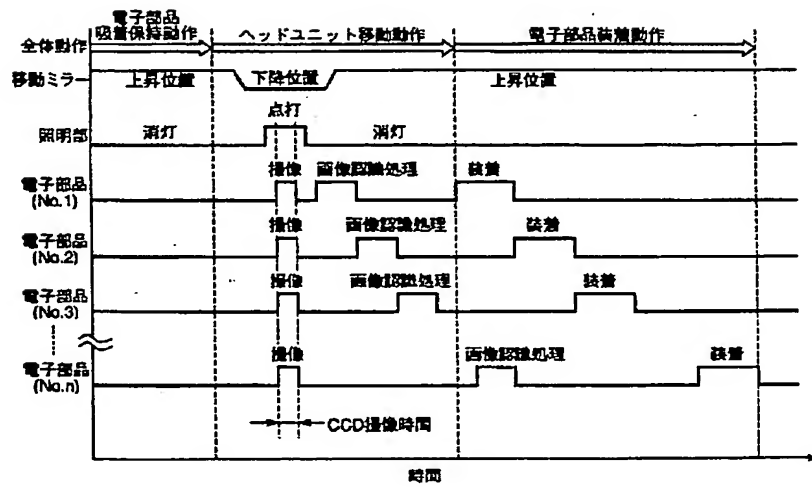 電子部品
吸着保持動作
ヘッドユニット移動動作
電子部品装着動作
全体動作
移動ミラー
上昇位置
下降位置
上昇位置
点灯
照明部
消灯
消灯
電子部品
(No.1)
撮像
画像認識処理
装着
電子部品
(No.2)
撮像
画像認識処理
装着
電子部品
(No.3)
撮像
画像認識処理
装着
電子部品
(No.n)
撮像
画像認識処理
装着
CCD撮像時間
時間